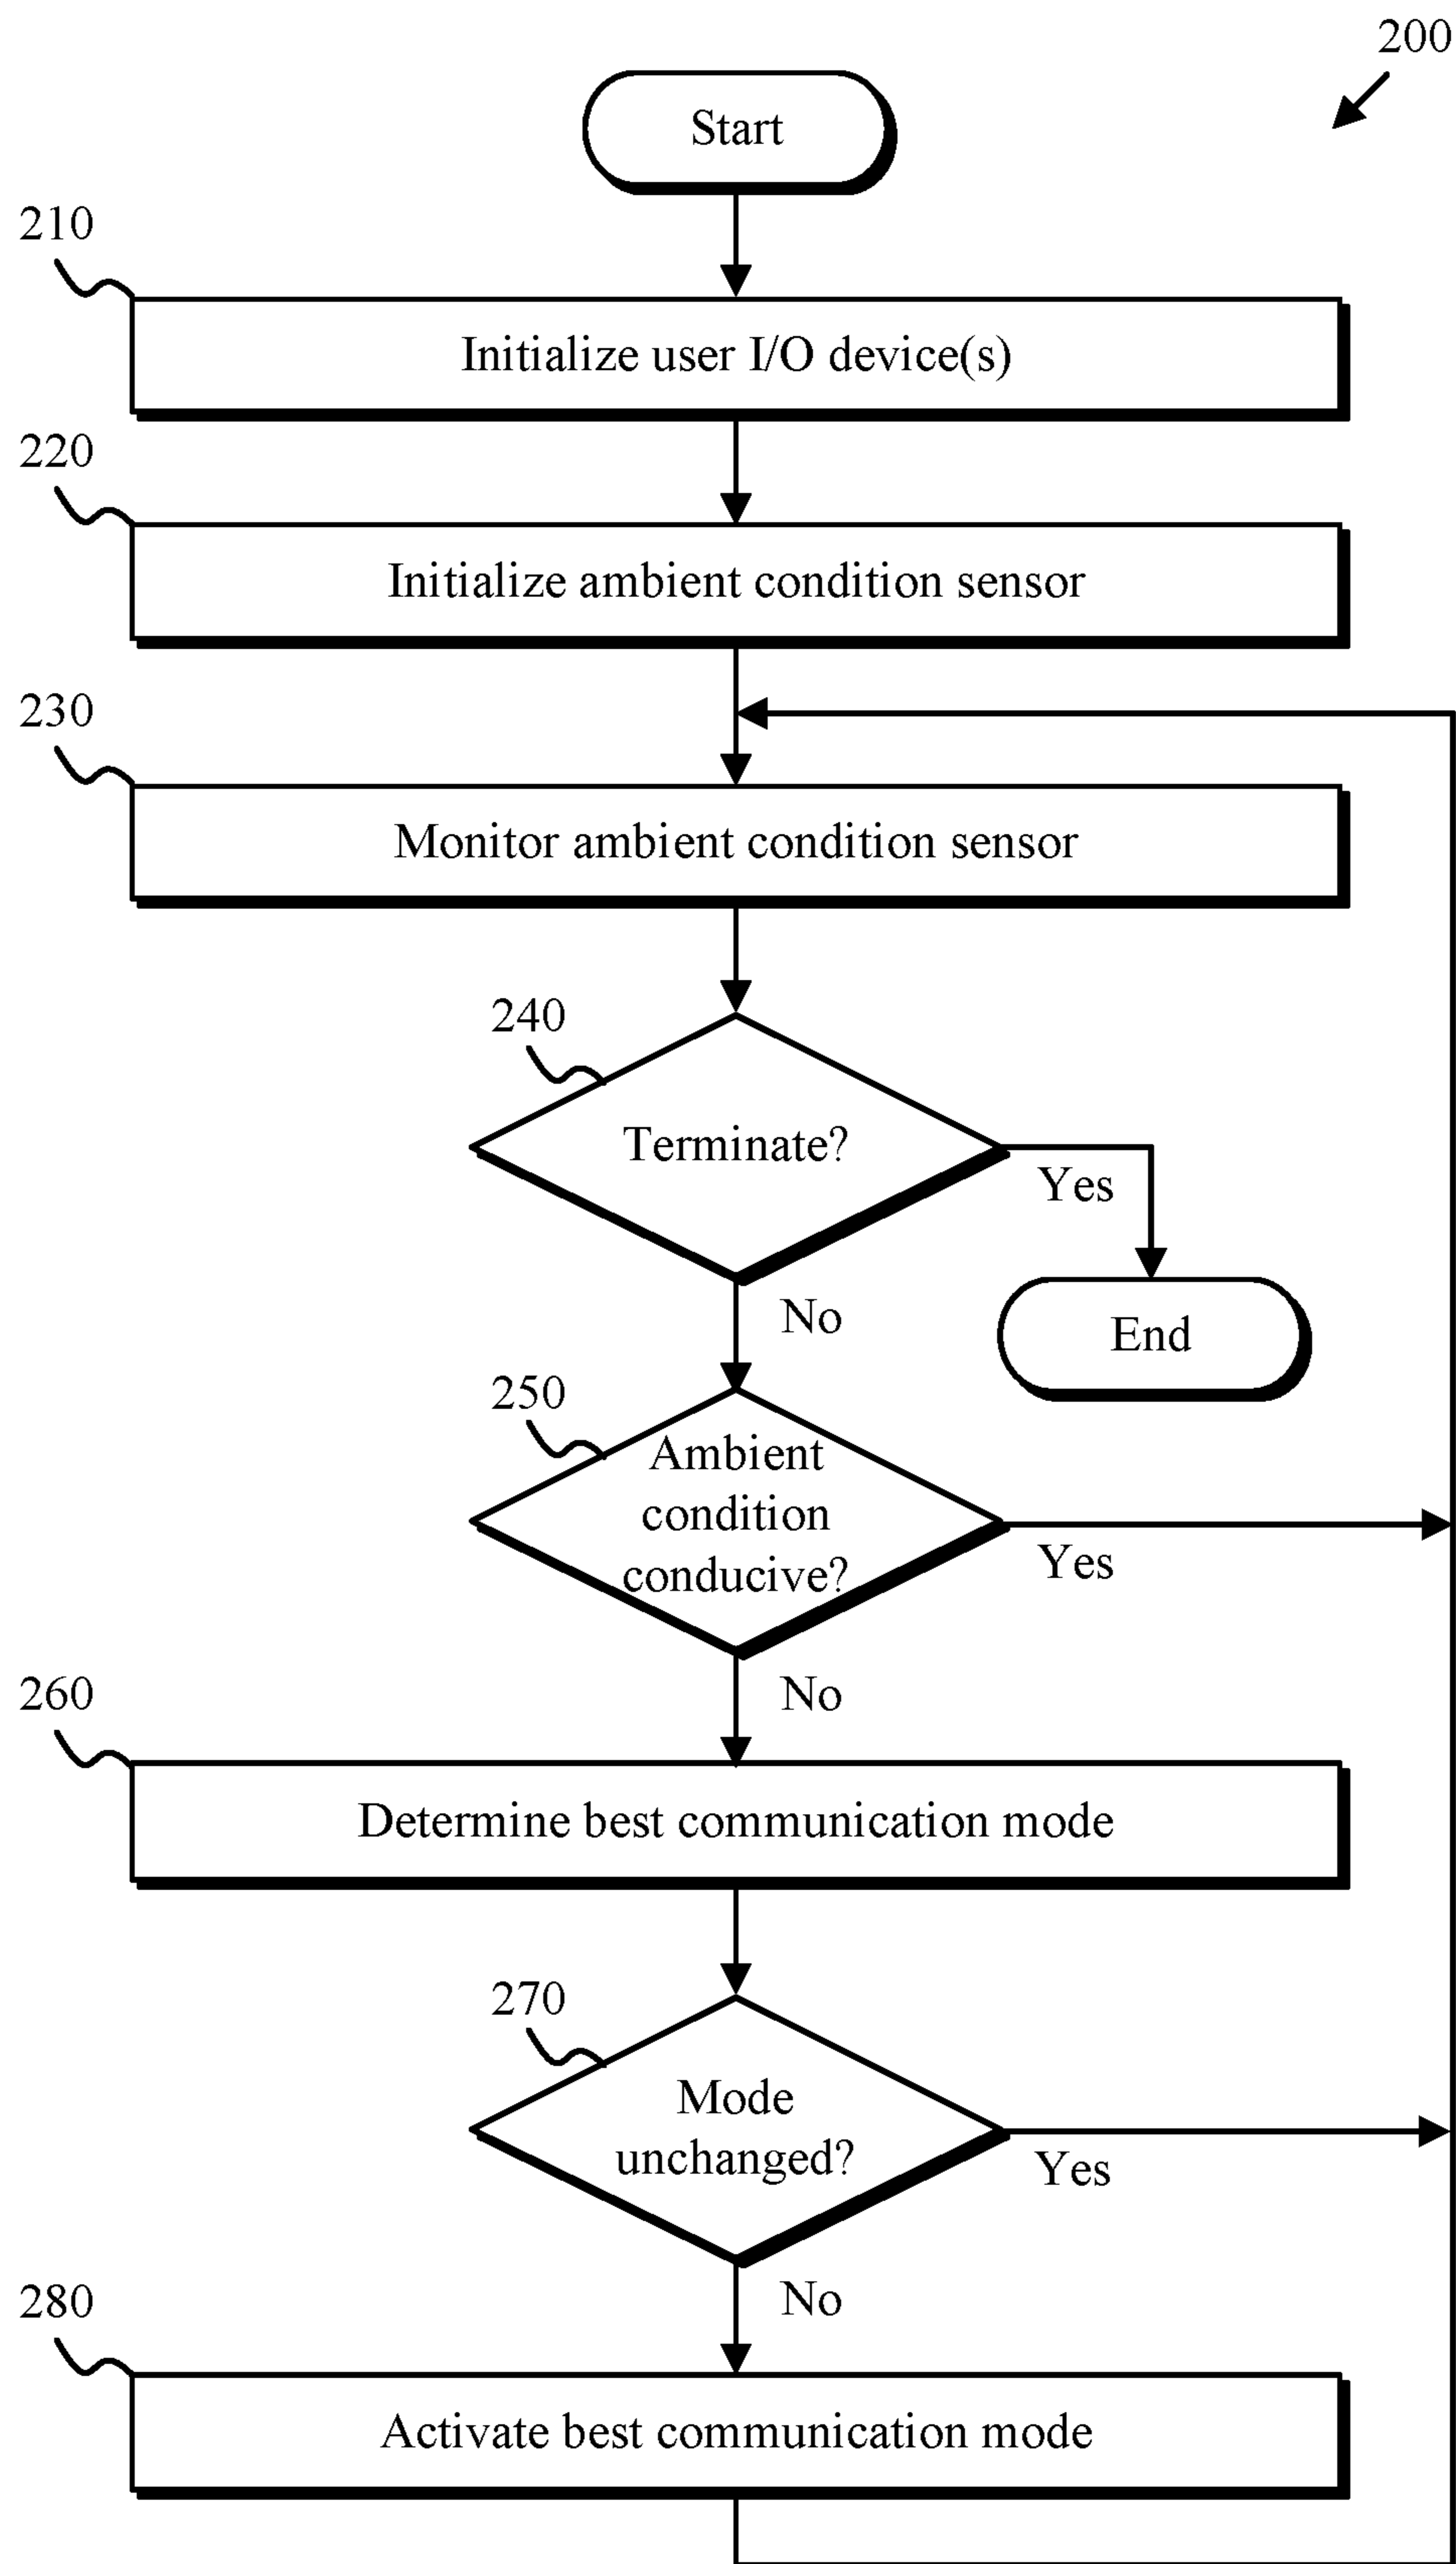 200
Start
210
Initialize user I/O device(s)
220
Initialize ambient condition sensor
230
Monitor ambient condition sensor
240
Terminate?
Yes
No
End
250
Ambient
condition
conducive?
Yes
No
260
Determine best communication mode
270
Mode
unchanged?
Yes
No
280
Activate best communication mode